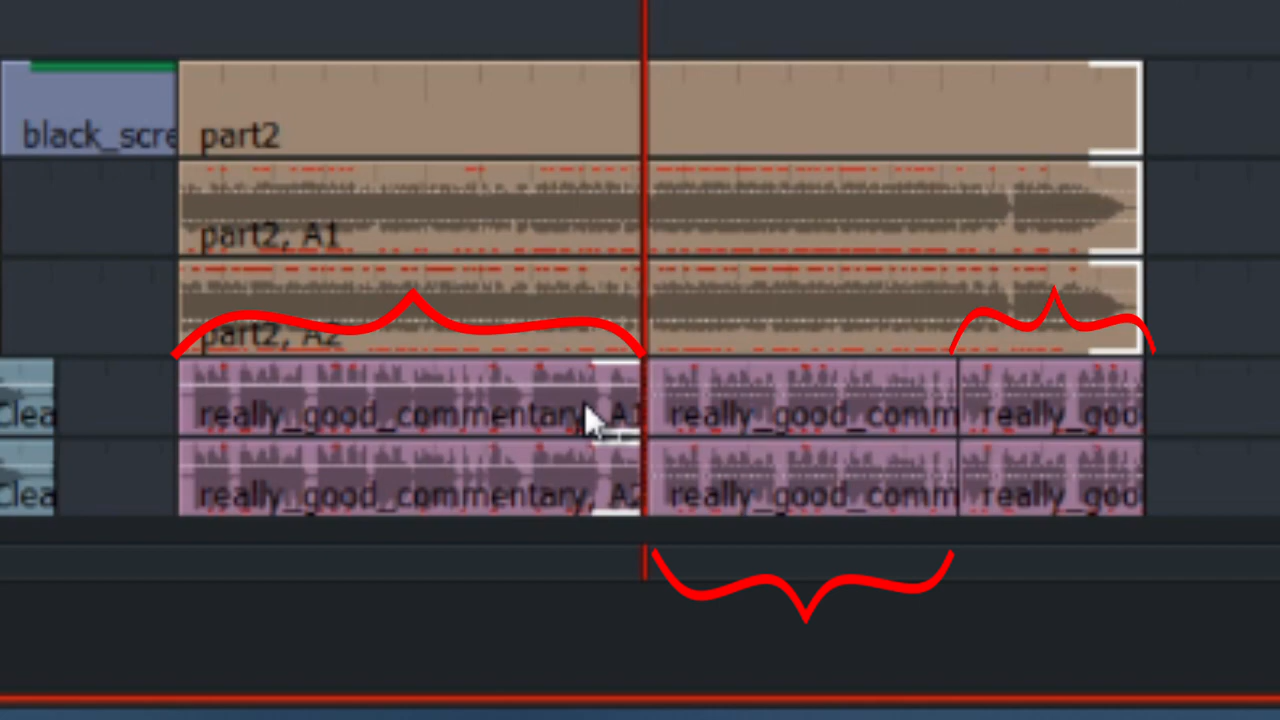 black_scre
part2
part2, A1
part2, A2
Clea
really_good_commentary, A1
really_good_comm
really_goo
Clea
really_good_commentary, A2
really_good_comm
really_goo